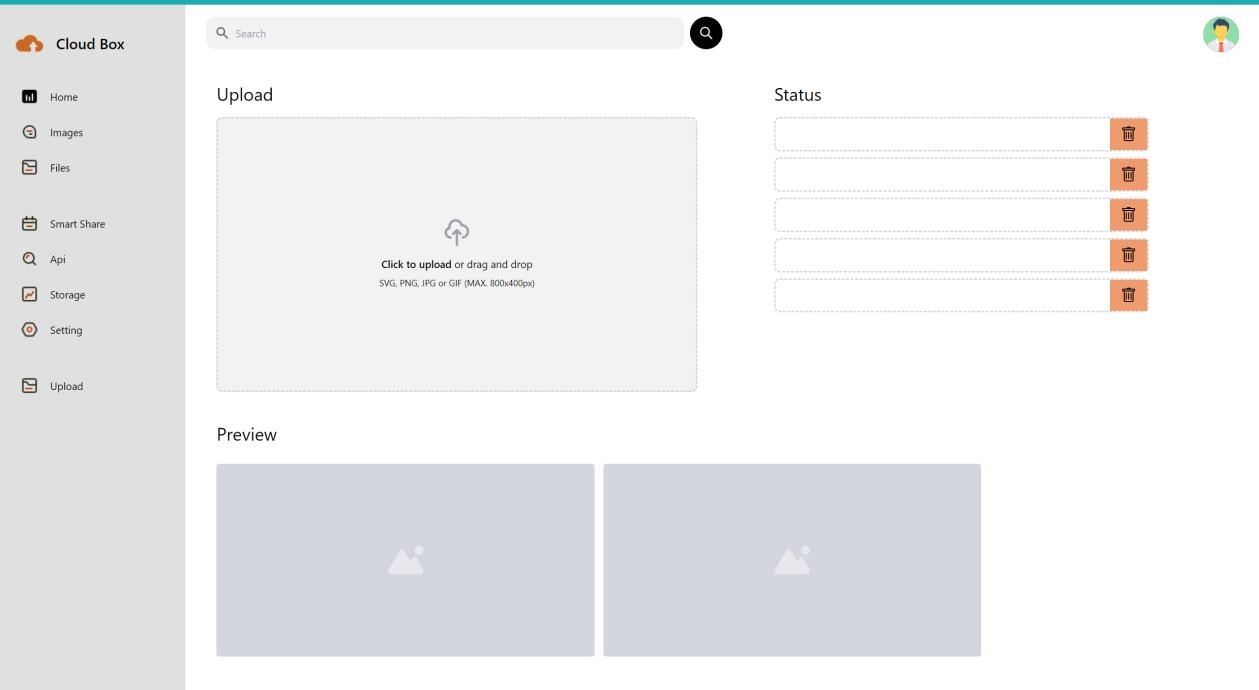 Cloud Box
Home
Images
Files
Smart Share
Api
Storage
Setting
Upload
Search
Upload
Click to upload or drag and drop
SVG, PNG, JPG or GIF (MAX. 800x400px)
Status
Preview